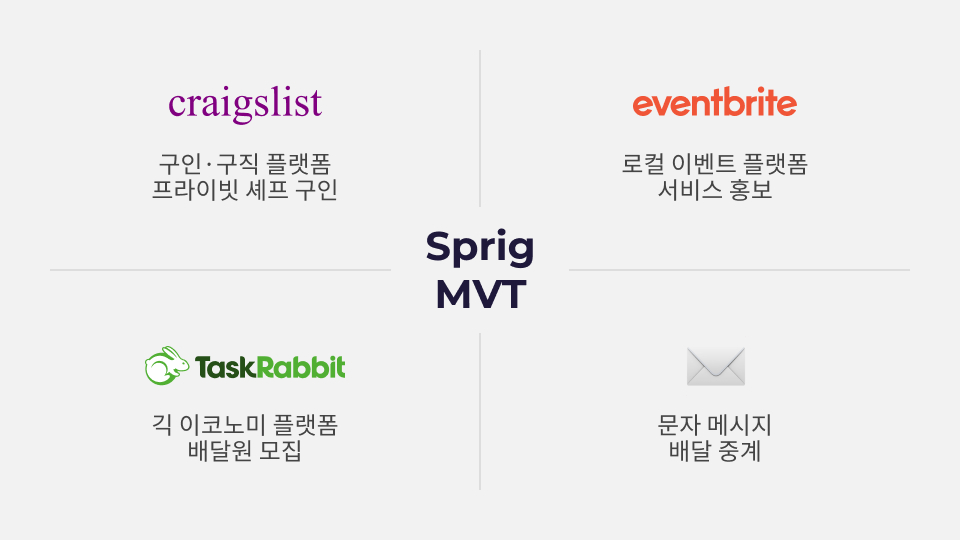 craigslist
구인·구직 플랫폼
프라이빗 셰프 구인
eventbrite
로컬 이벤트 플랫폼
서비스 홍보
Sprig
MVT
TaskRabbit
긱 이코노미 플랫폼
배달원 모집
문자 메시지
배달 중계